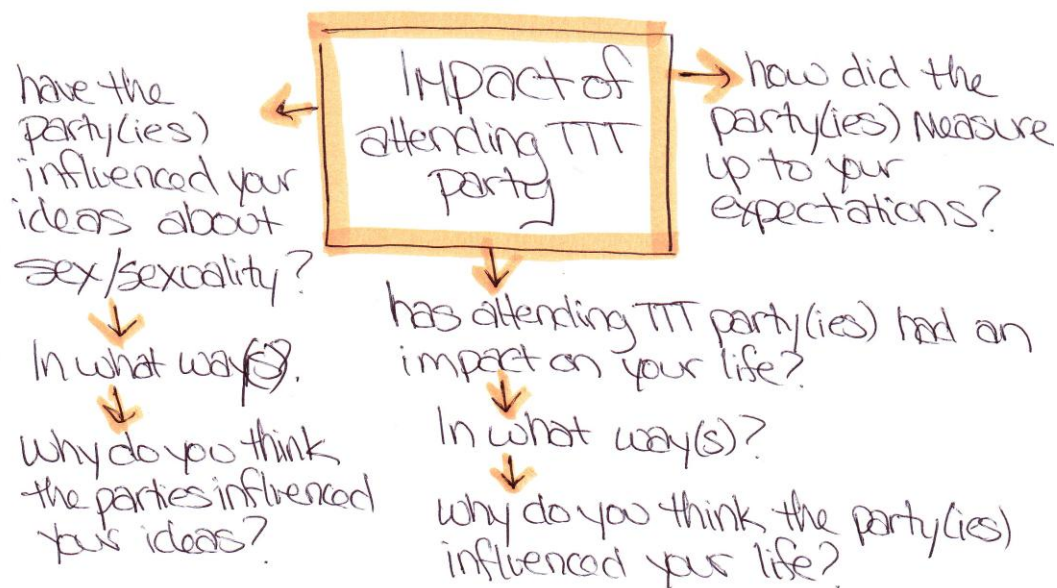 Impact of
attending TTT
party
have the
party(ies)
influenced your
ideas about
sex/sexuality?
In what way(s)?
why do you think
the parties influenced
your ideas?
has attending TTT party(ies) had an
impact on your life?
In what way(s)?
why do you think the party(ies)
influenced your life?
how did the
party(ies) measure
up to your
expectations?